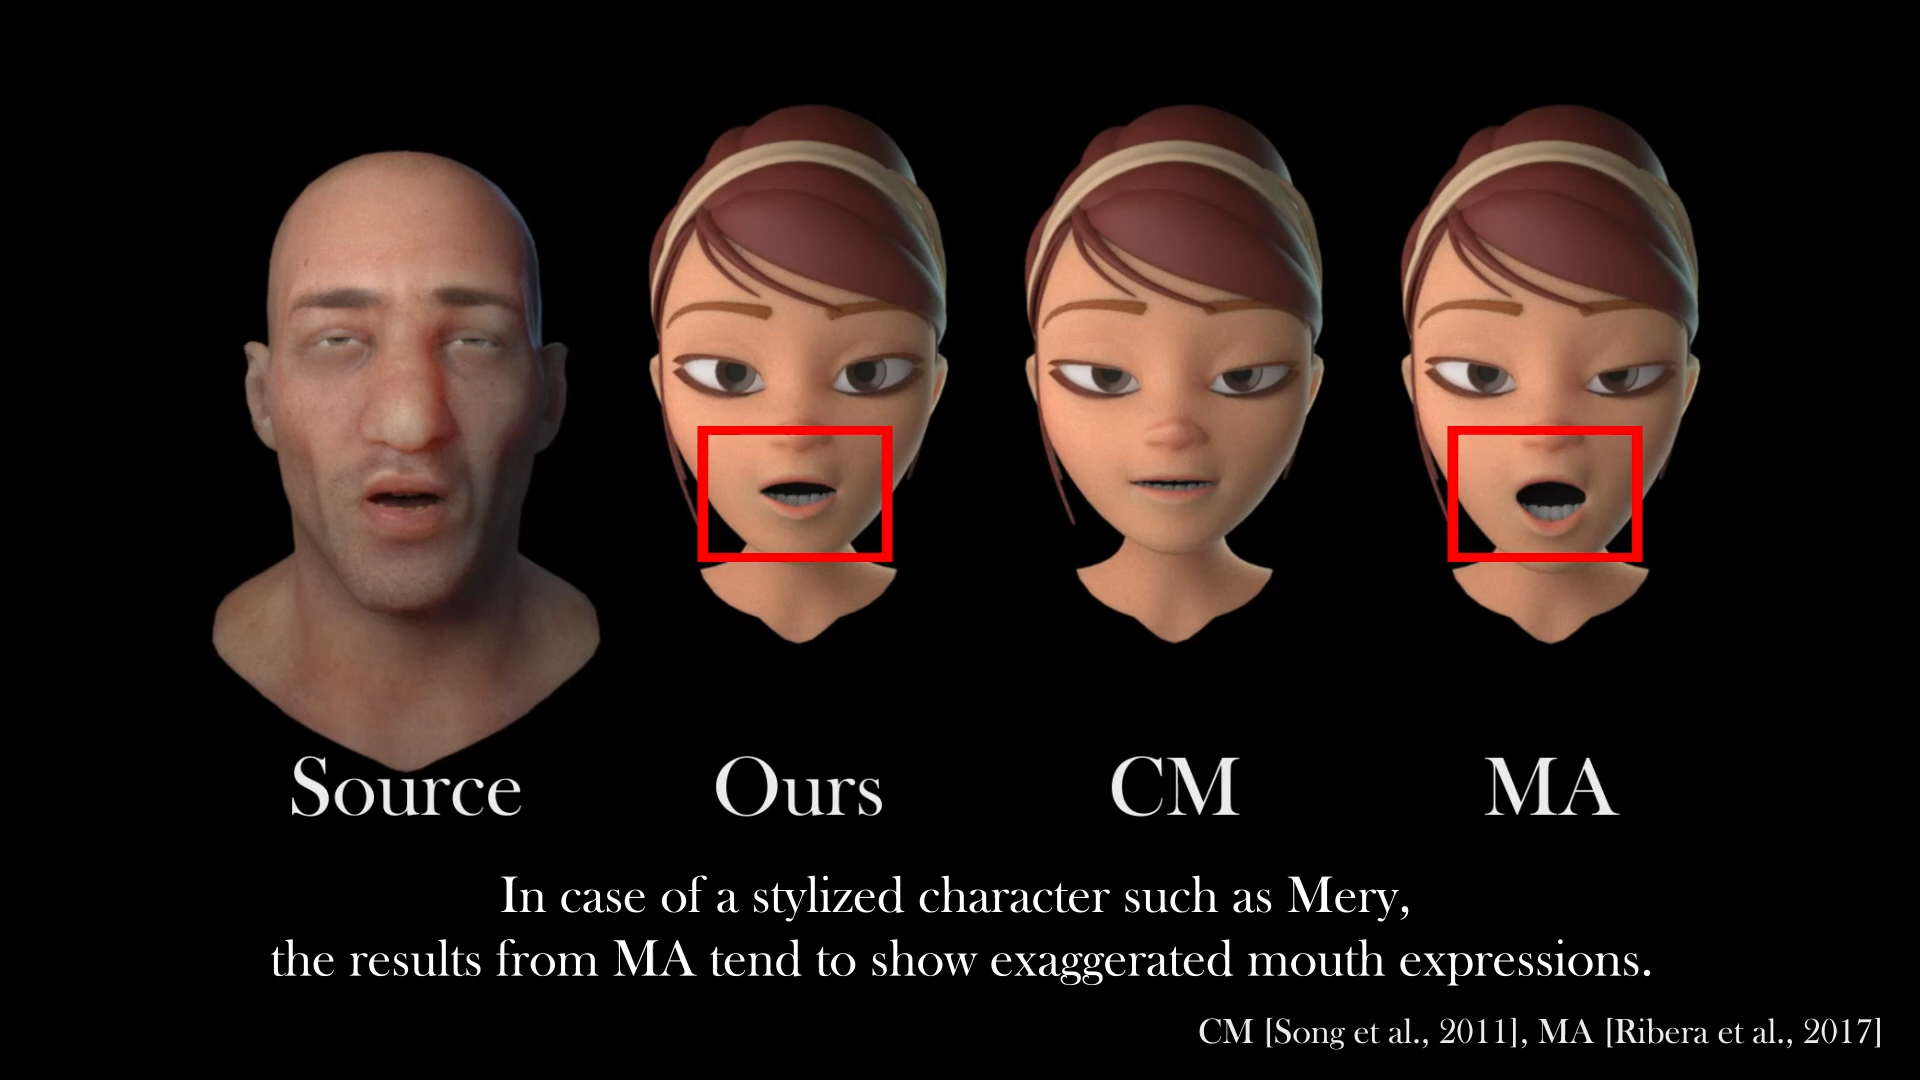 Source Ours CM MA
In case of a stylized character such as Mery,
the results from MA tend to show exaggerated mouth expressions.
CM [Song et al., 2011], MA [Ribera et al., 2017]